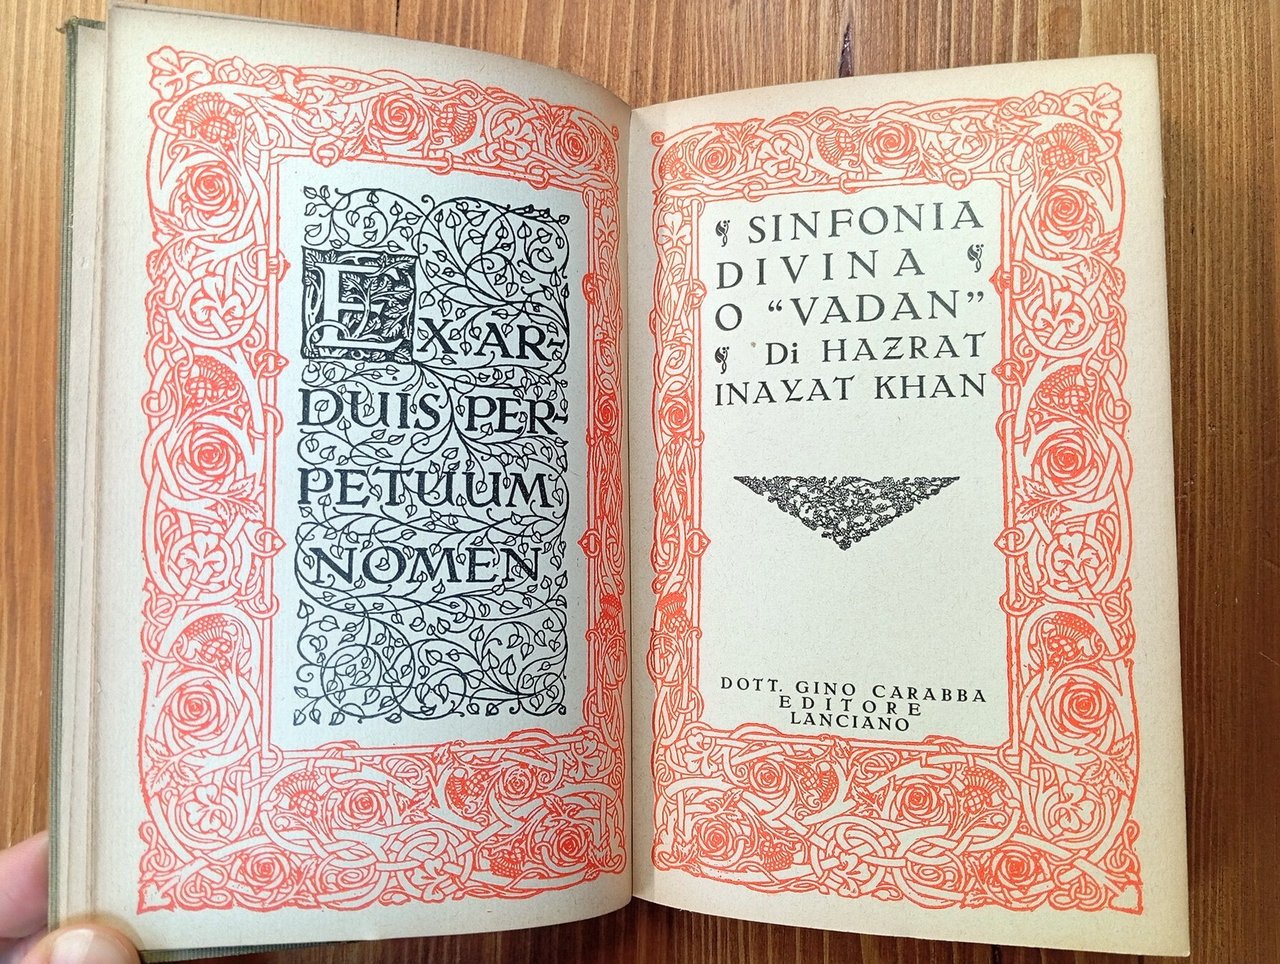 EX AR-
DUIS PER-
PETUUM
NOMEN
SINFONIA
DIVINA
O “VADAN”
Di HAZRAT
INAYAT KHAN
DOTT. GINO CARABBA
EDITORE
LANCIANO